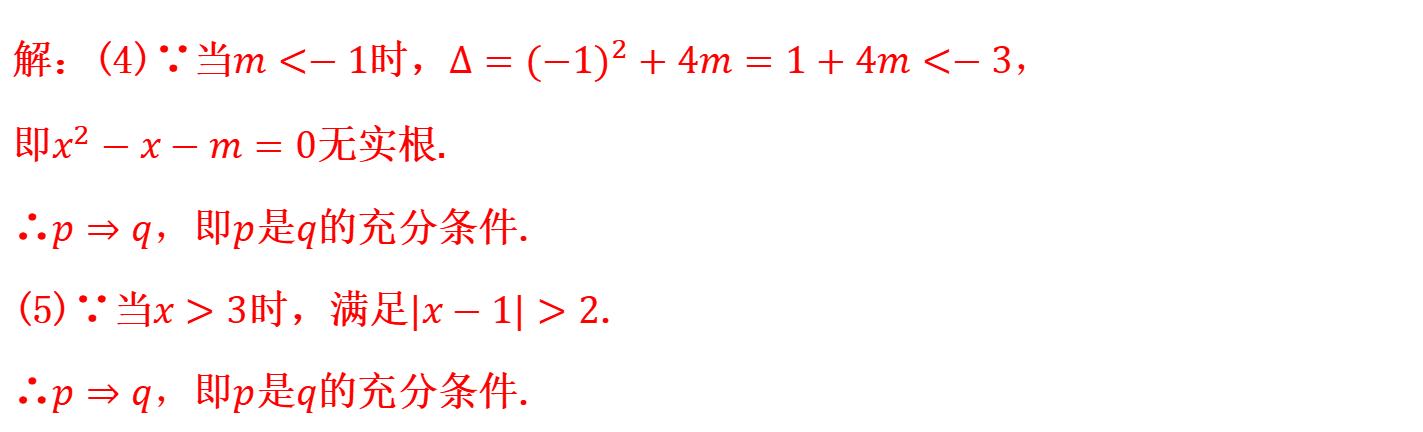 解：(4)∵当m <− 1时，Δ = (−1)² + 4m = 1 + 4m <− 3，
即x² − x − m = 0无实根.
∴p ⇒ q，即p是q的充分条件.
(5)∵当x > 3时，满足|x − 1| > 2.
∴p ⇒ q，即p是q的充分条件.